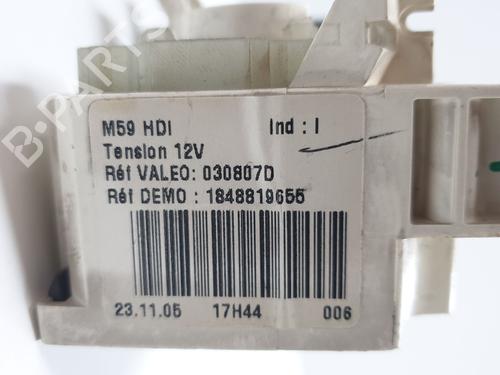 M59 HDI Ind : I
Tension 12V
Réf VALEO: 030807D
Réf DEMO : 1848819655
23.11.05 17H44 006
B-PARTS